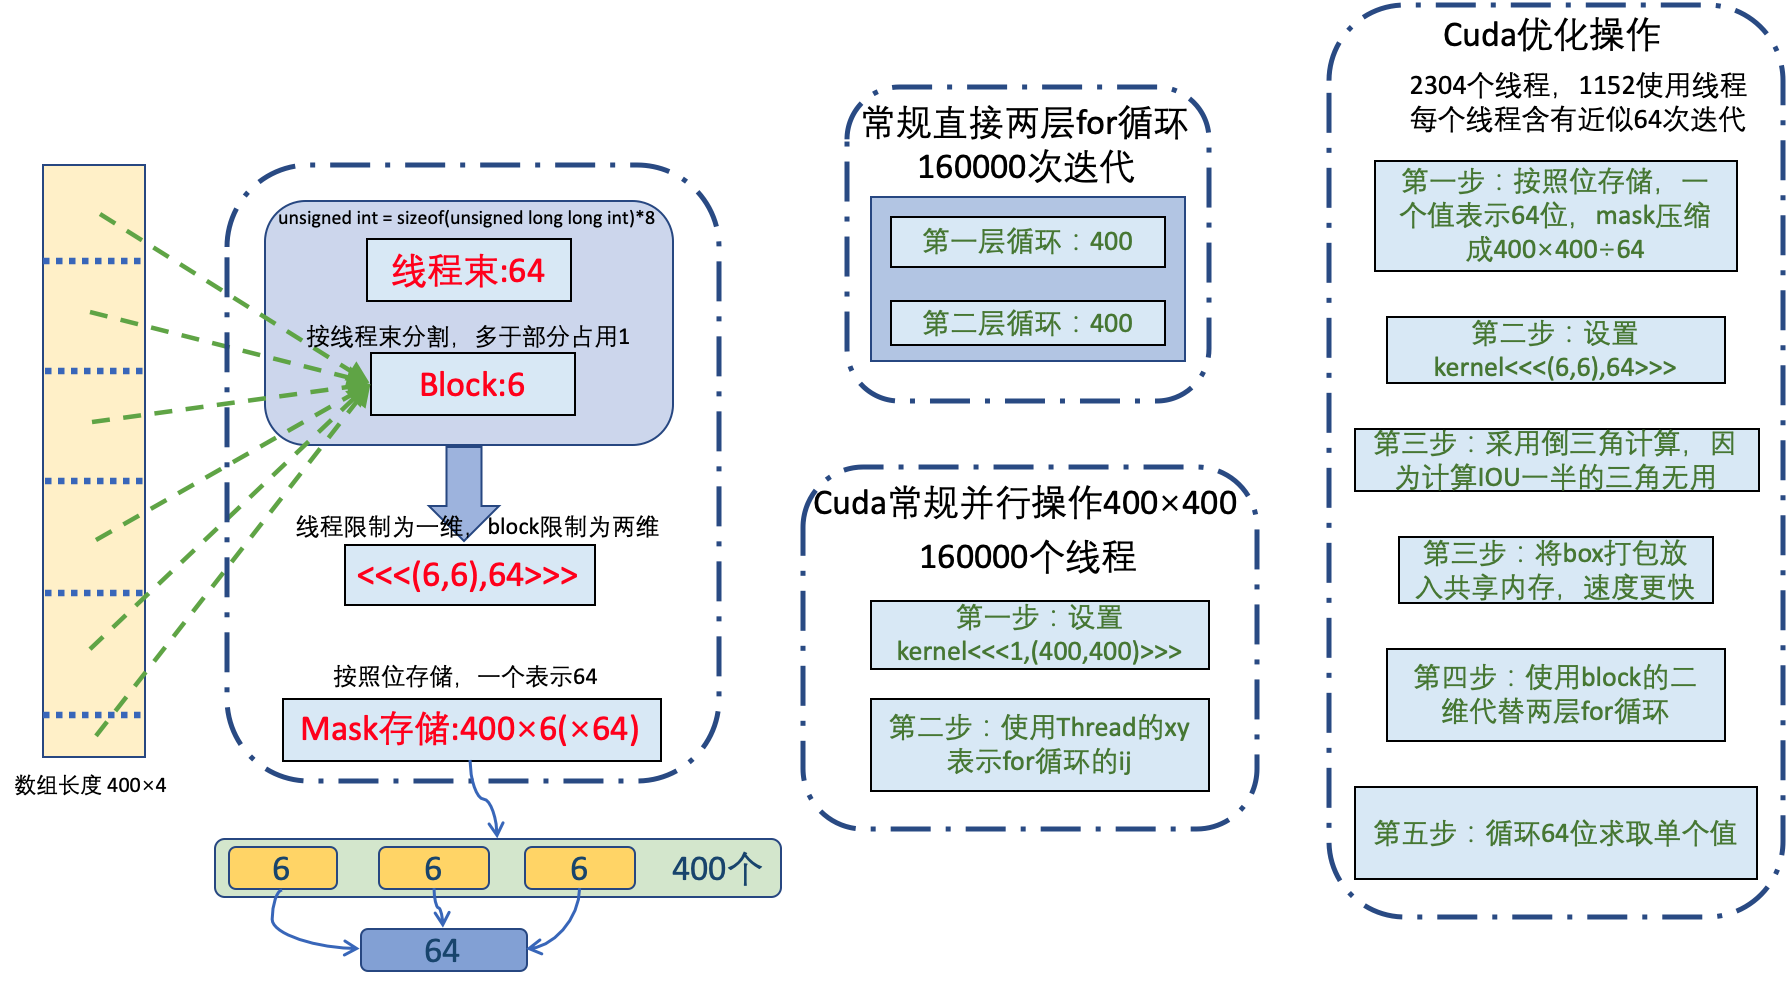 数组长度 400×4
unsigned int = sizeof(unsigned long long int)*8
线程束:64
按线程束分割，多于部分占用1
Block:6
线程限制为一维，block限制为两维
<<<(6,6),64>>>
按照位存储，一个表示64
Mask存储:400×6(×64)
6
6
6
400个
64
常规直接两层for循环
160000次迭代
第一层循环：400
第二层循环：400
Cuda常规并行操作400×400
160000个线程
第一步：设置
kernel<<<1,(400,400)>>>
第二步：使用Thread的xy
表示for循环的ij
Cuda优化操作
2304个线程，1152使用线程
每个线程含有近似64次迭代
第一步：按照位存储，一
个值表示64位，mask压缩
成400×400÷64
第二步：设置
kernel<<<(6,6),64>>>
第三步：采用倒三角计算，因
为计算IOU一半的三角无用
第三步：将box打包放
入共享内存，速度更快
第四步：使用block的二
维代替两层for循环
第五步：循环64位求取单个值